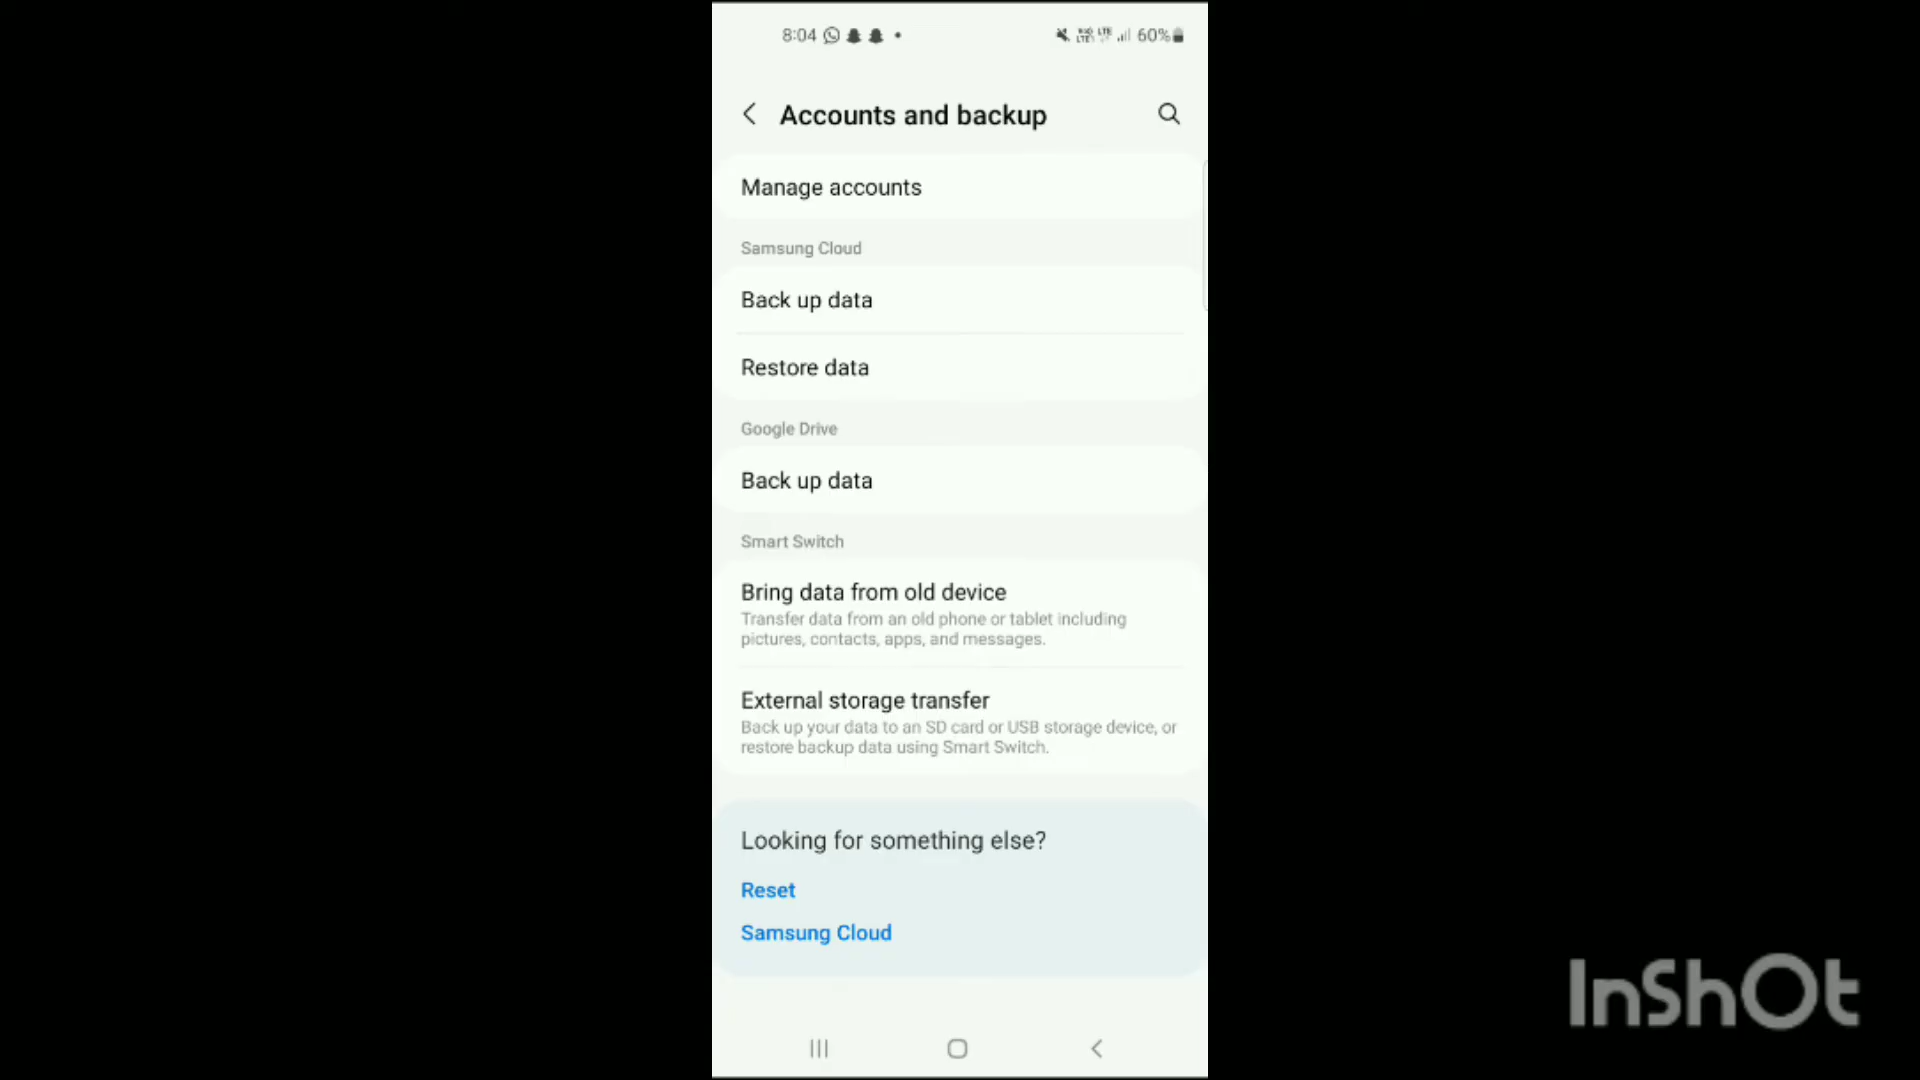 8:04 60%
Accounts and backup
Manage accounts
Samsung Cloud
Back up data
Restore data
Google Drive
Back up data
Smart Switch
Bring data from old device
Transfer data from an old phone or tablet including
pictures, contacts, apps, and messages.
External storage transfer
Back up your data to an SD card or USB storage device, or
restore backup data using Smart Switch.
Looking for something else?
Reset
Samsung Cloud
InShOt